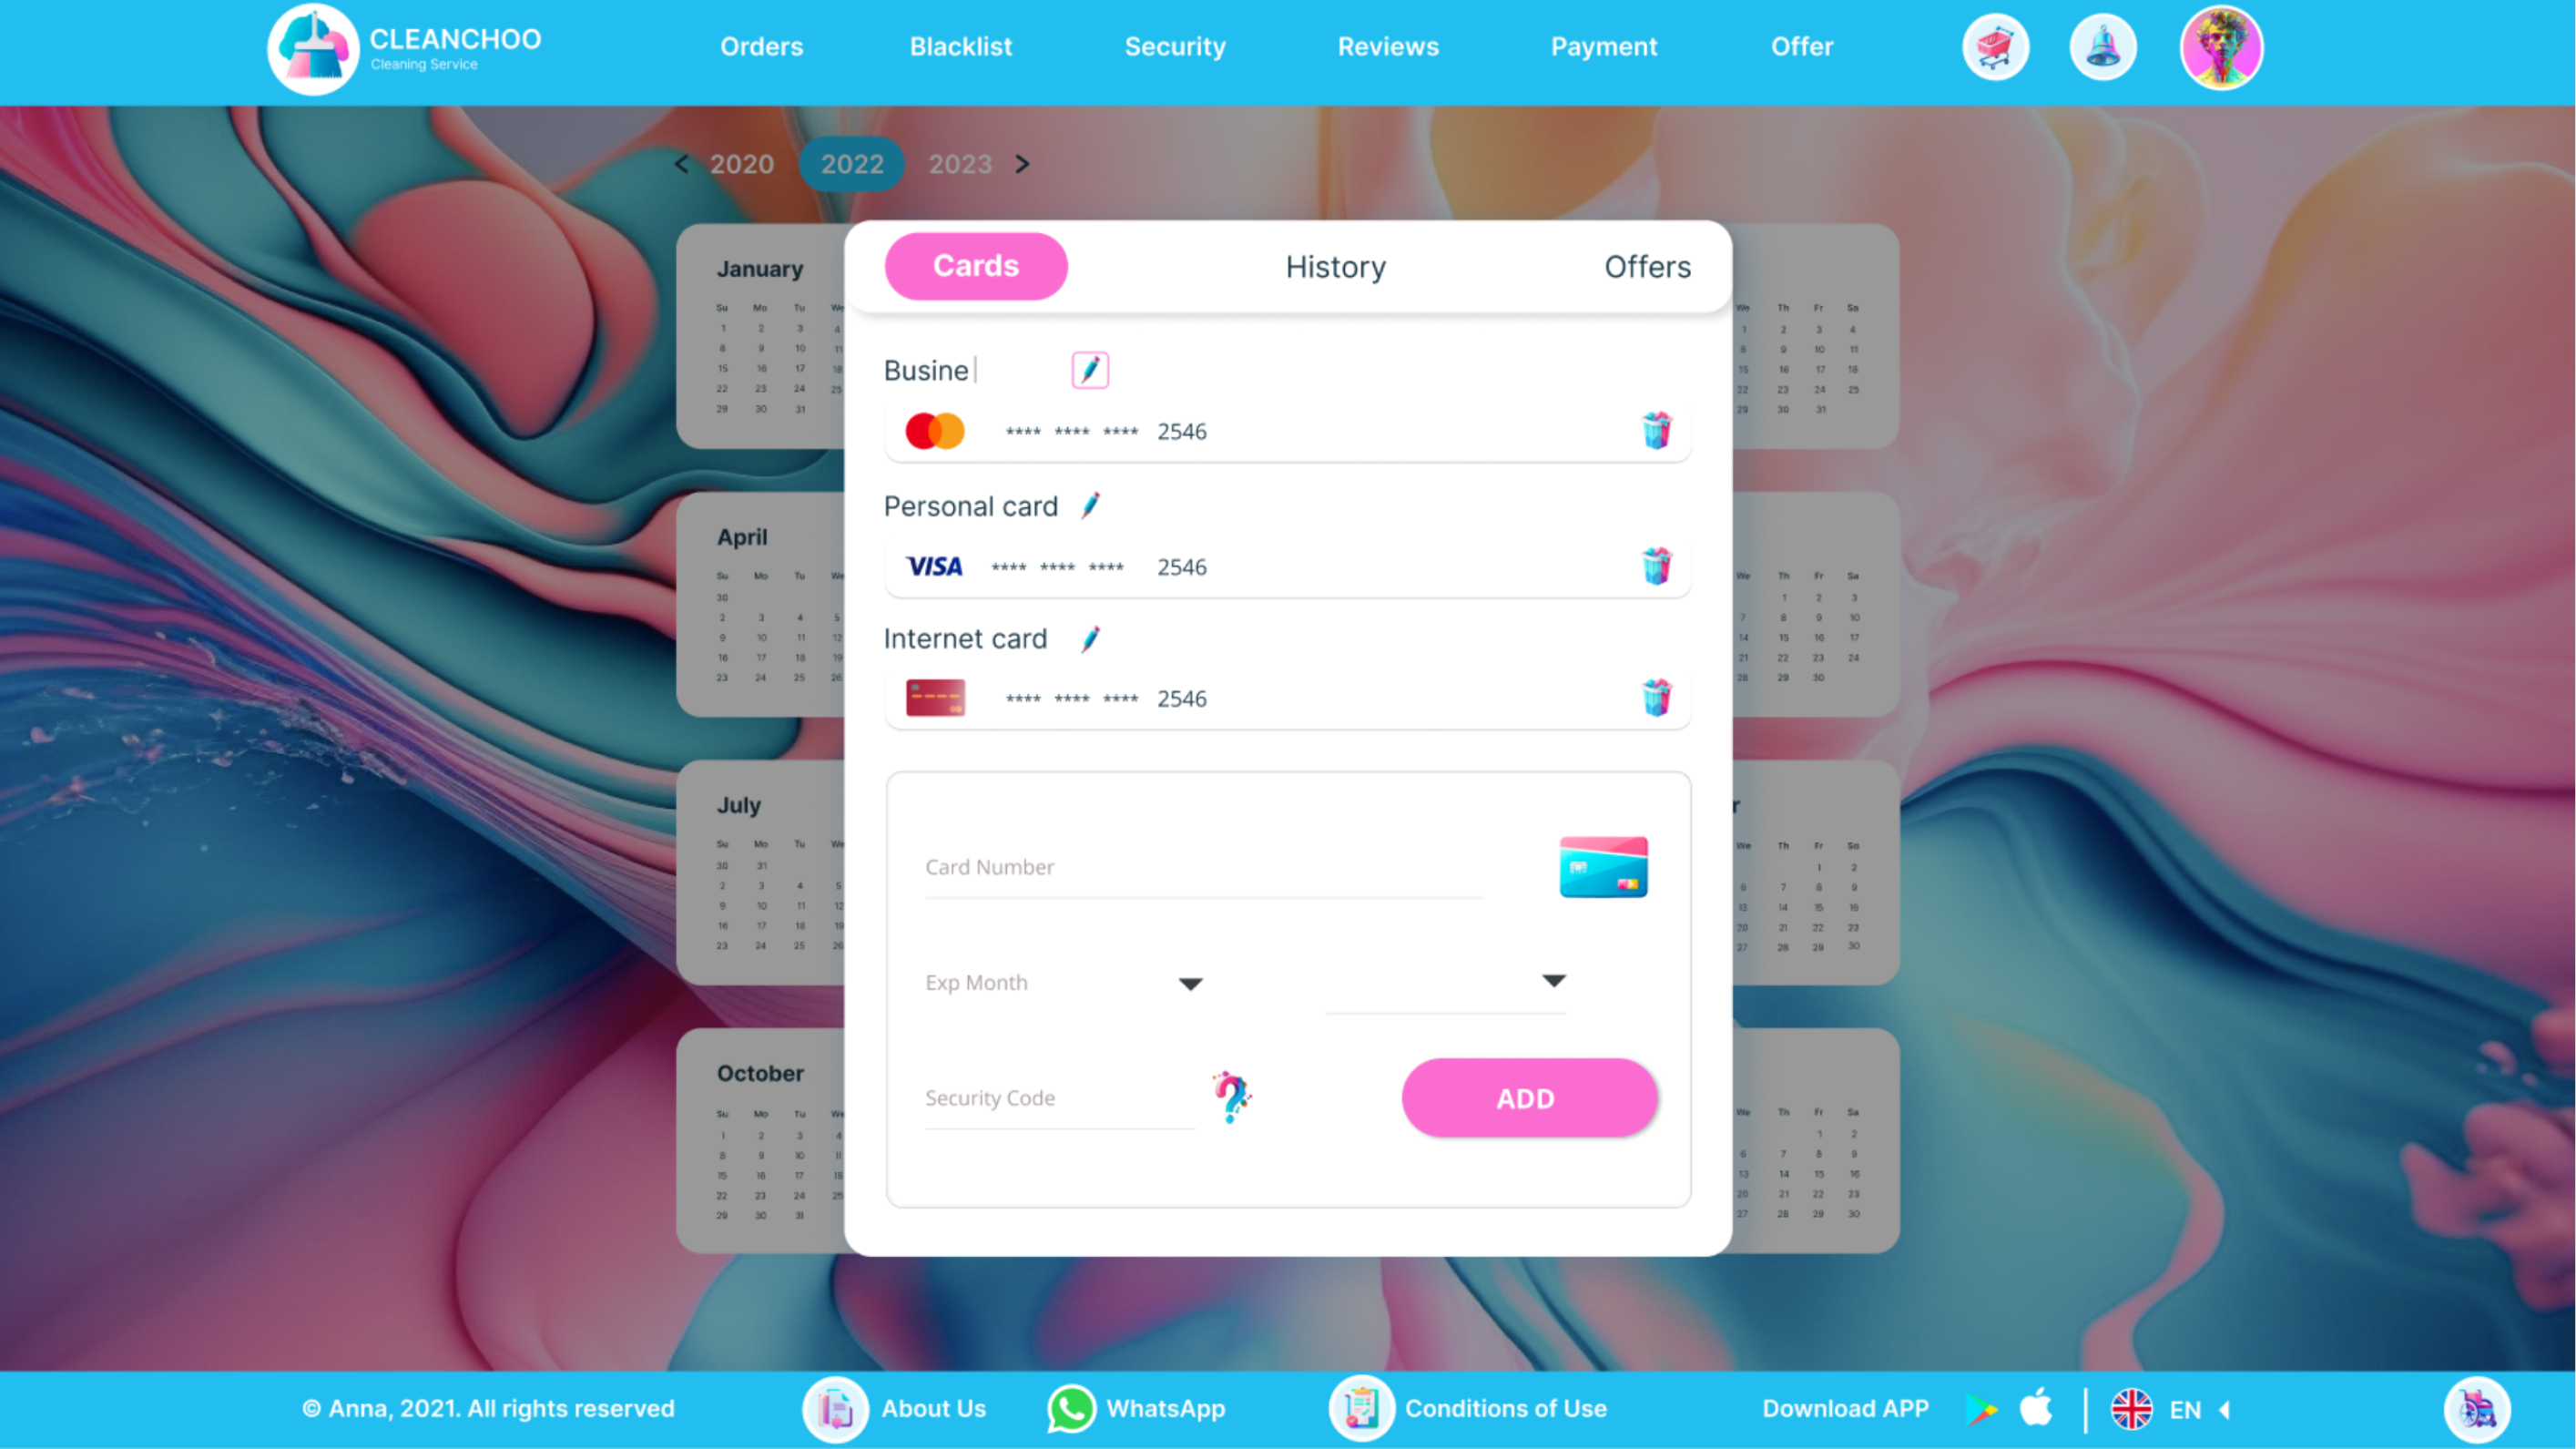 CLEANCHOO
Cleaning Service
Orders
Blacklist
Security
Reviews
Payment
Offer
< 2020 2022 2023 >
Cards
History
Offers
Busine
**** **** **** 2546
Personal card
VISA **** **** **** 2546
Internet card
**** **** **** 2546
Card Number
Exp Month
Security Code
ADD
January
Su Mo Tu We
1 2 3 4
8 9 10 11
15 16 17 18
22 23 24 25
29 30 31
We Th Fr Sa
1 2 3 4
8 9 10 11
15 16 17 18
22 23 24 25
29 30 31
April
Su Mo Tu We
30
2 3 4 5
9 10 11 12
16 17 18 19
23 24 25 26
We Th Fr Sa
1 2 3
7 8 9 10
14 15 16 17
21 22 23 24
28 29 30
July
Su Mo Tu We
30 31
2 3 4 5
9 10 11 12
16 17 18 19
23 24 25 26
r
We Th Fr Sa
1 2
6 7 8 9
13 14 15 16
20 21 22 23
27 28 29 30
October
Su Mo Tu We
1 2 3 4
8 9 10 11
15 16 17 18
22 23 24 25
29 30 31
We Th Fr Sa
1 2
6 7 8 9
13 14 15 16
20 21 22 23
27 28 29 30
© Anna, 2021. All rights reserved
About Us
WhatsApp
Conditions of Use
Download APP
EN